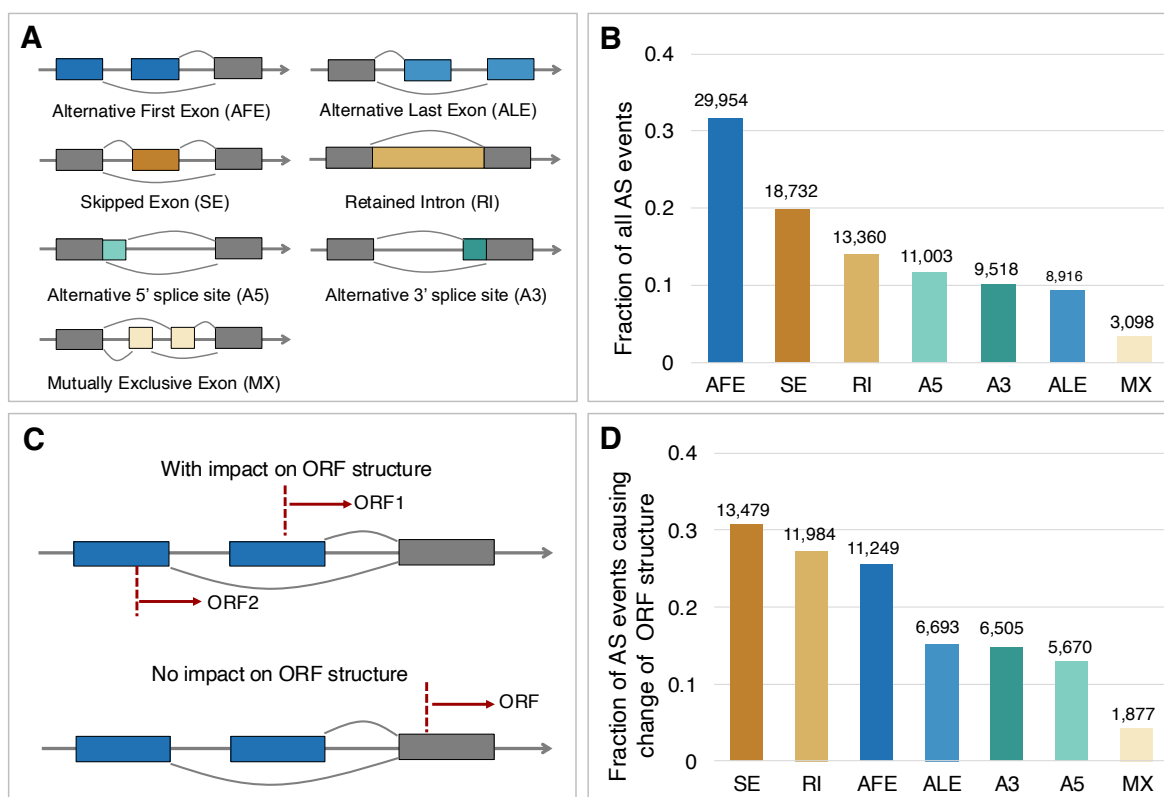 A
Alternative First Exon (AFE)
Alternative Last Exon (ALE)
Skipped Exon (SE)
Retained Intron (RI)
Alternative 5' splice site (A5)
Alternative 3' splice site (A3)
Mutually Exclusive Exon (MX)
B
Fraction of all AS events
0.4
0.3
0.2
0.1
0
29,954
18,732
13,360
11,003
9,518
8,916
3,098
AFE SE RI A5 A3 ALE MX
C
With impact on ORF structure
ORF1
ORF2
No impact on ORF structure
ORF
D
Fraction of AS events causing
change of ORF structure
0.4
0.3
0.2
0.1
0
13,479
11,984
11,249
6,693
6,505
5,670
1,877
SE RI AFE ALE A3 A5 MX